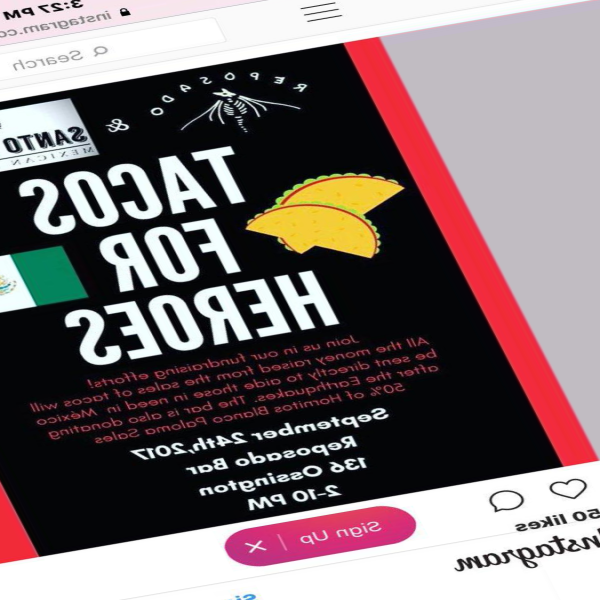 3:27 PM
instagram.co
Search
REPOSADO
&
SANTO
MEXICAN
TACOS
FOR
HEROES
Join us in our fundraising efforts!
All the money raised from the sales of tacos will
be sent directly to aide those in need in México
after the Earthquakes. The bar is also donating
50% of Hornitos Blanco Paloma Sales
September 24th,2017
Reposado Bar
136 Ossington
2-10 PM
50 likes
Sign Up
Instagram